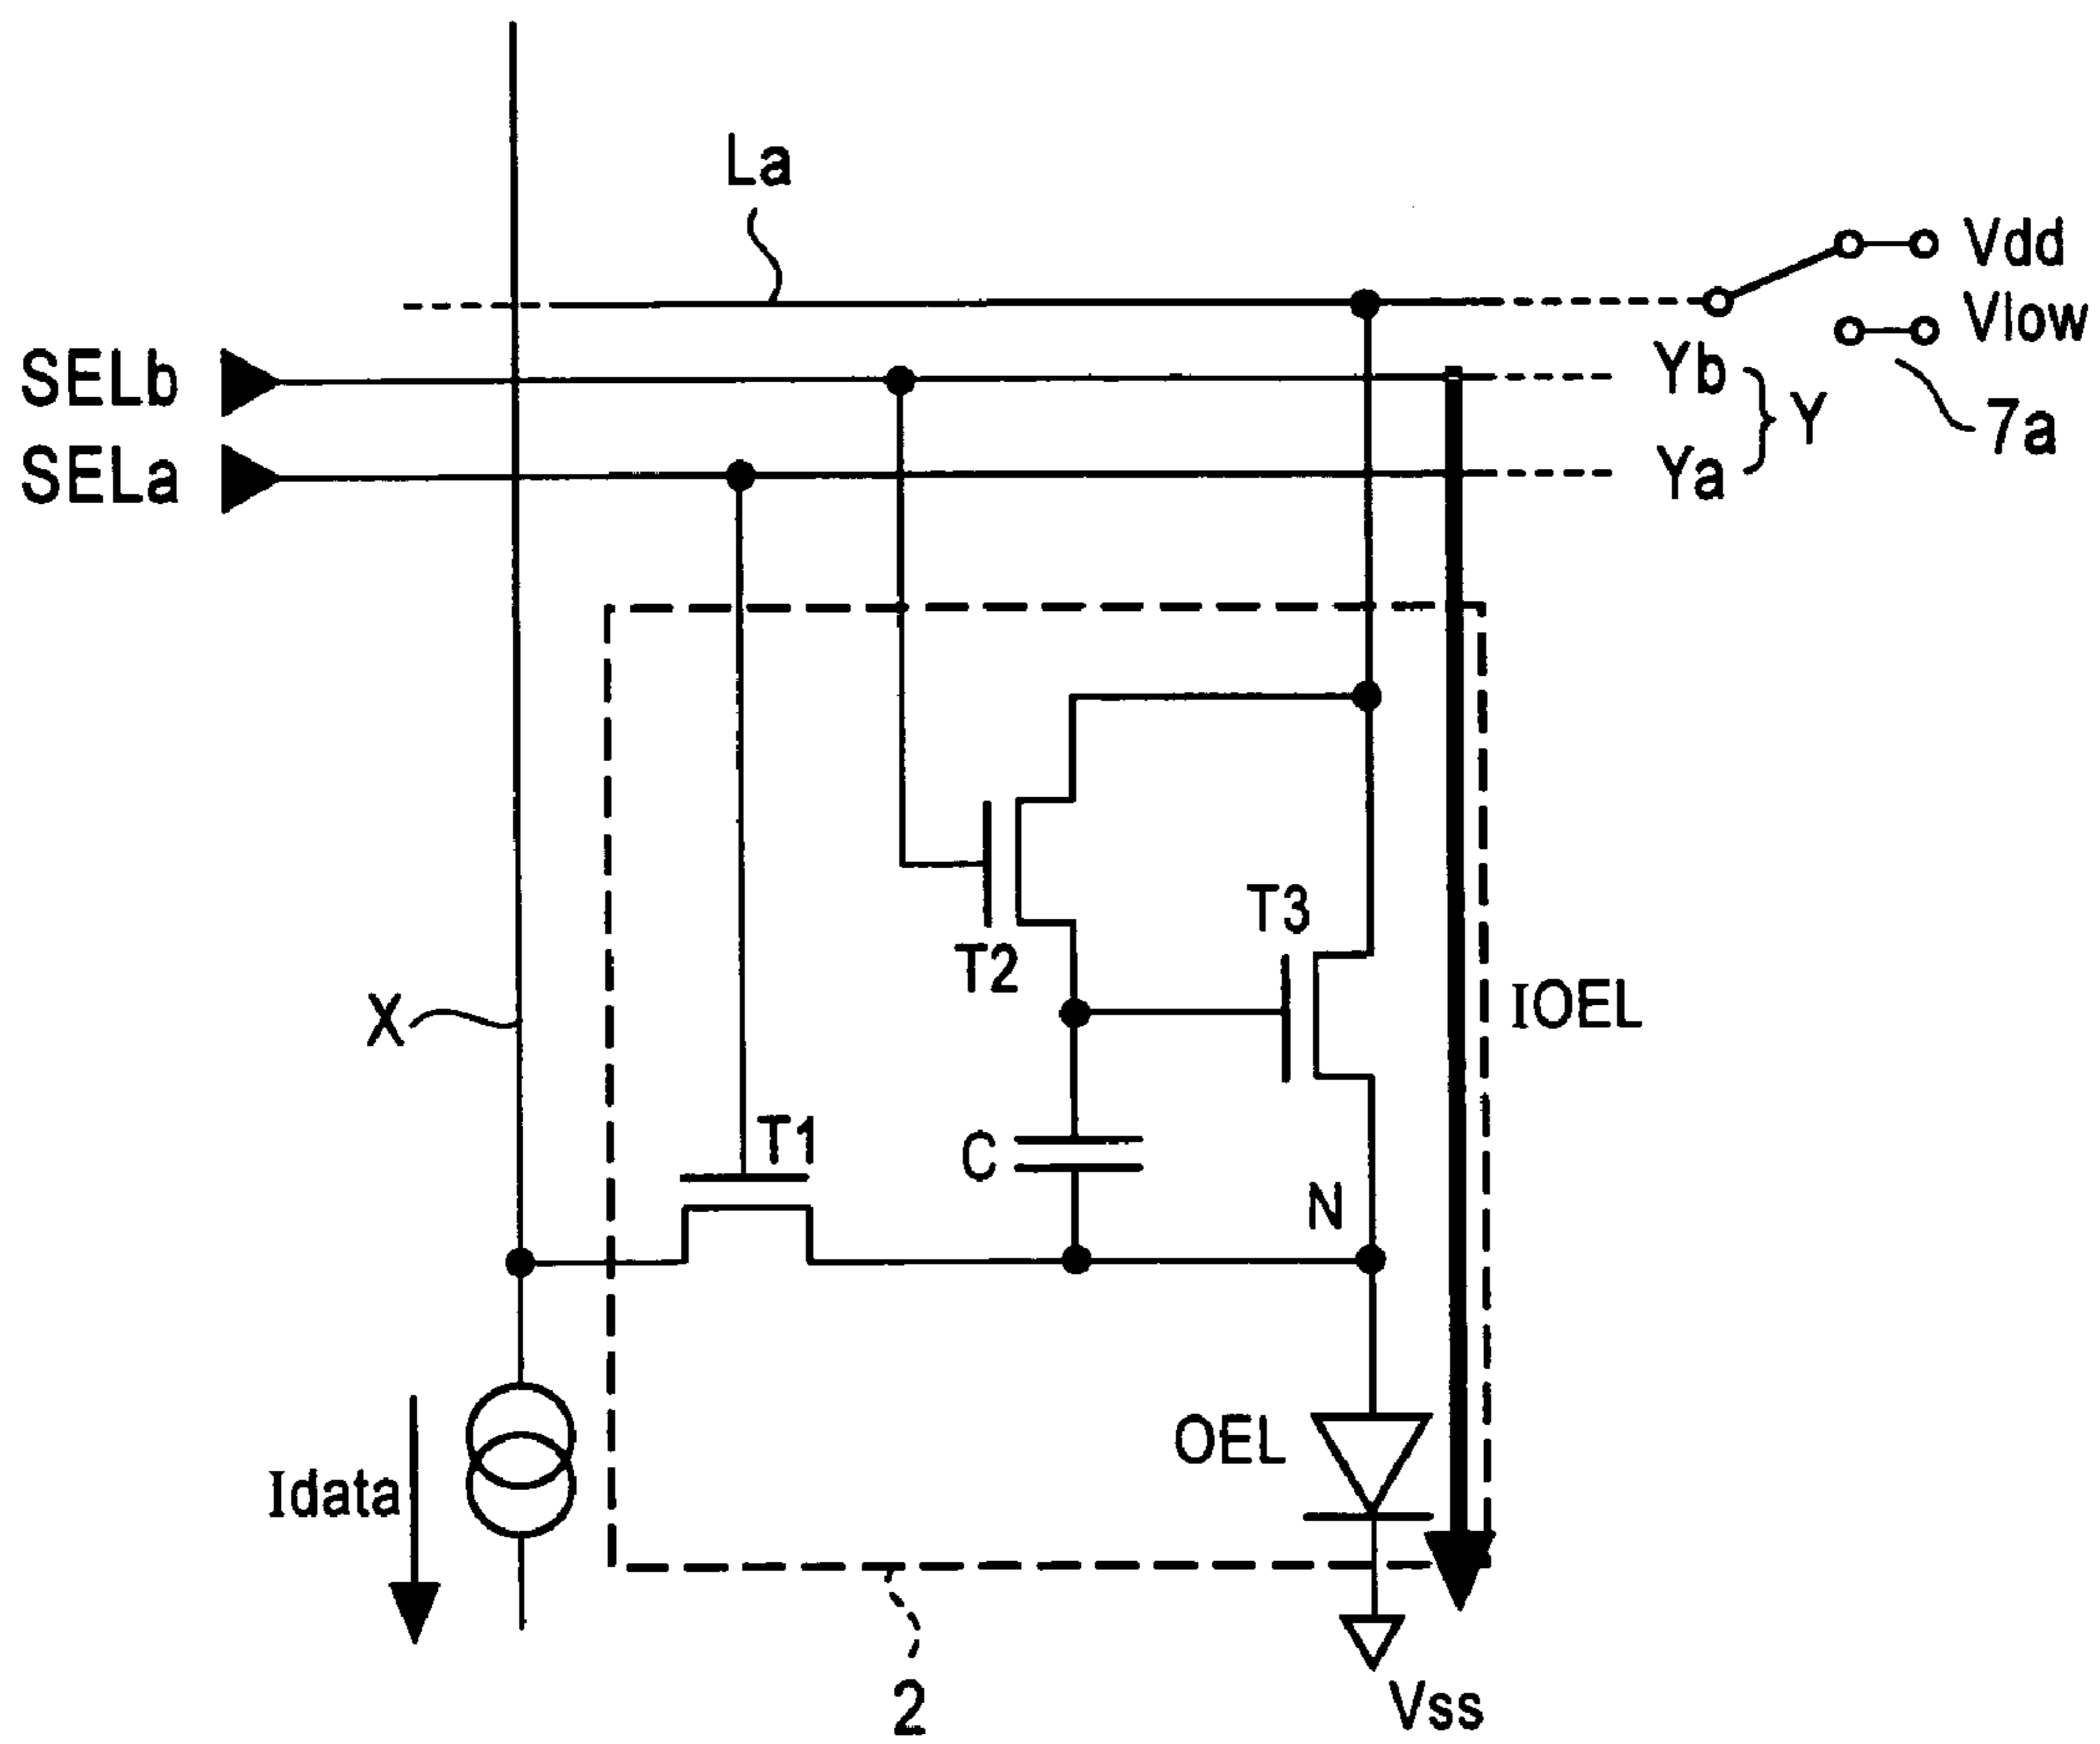 La
Vdd
Vlow
SELb
Yb
Y
7a
SELa
Ya
T3
T2
X
IOEL
T1
C
N
OEL
Idata
2
Vss